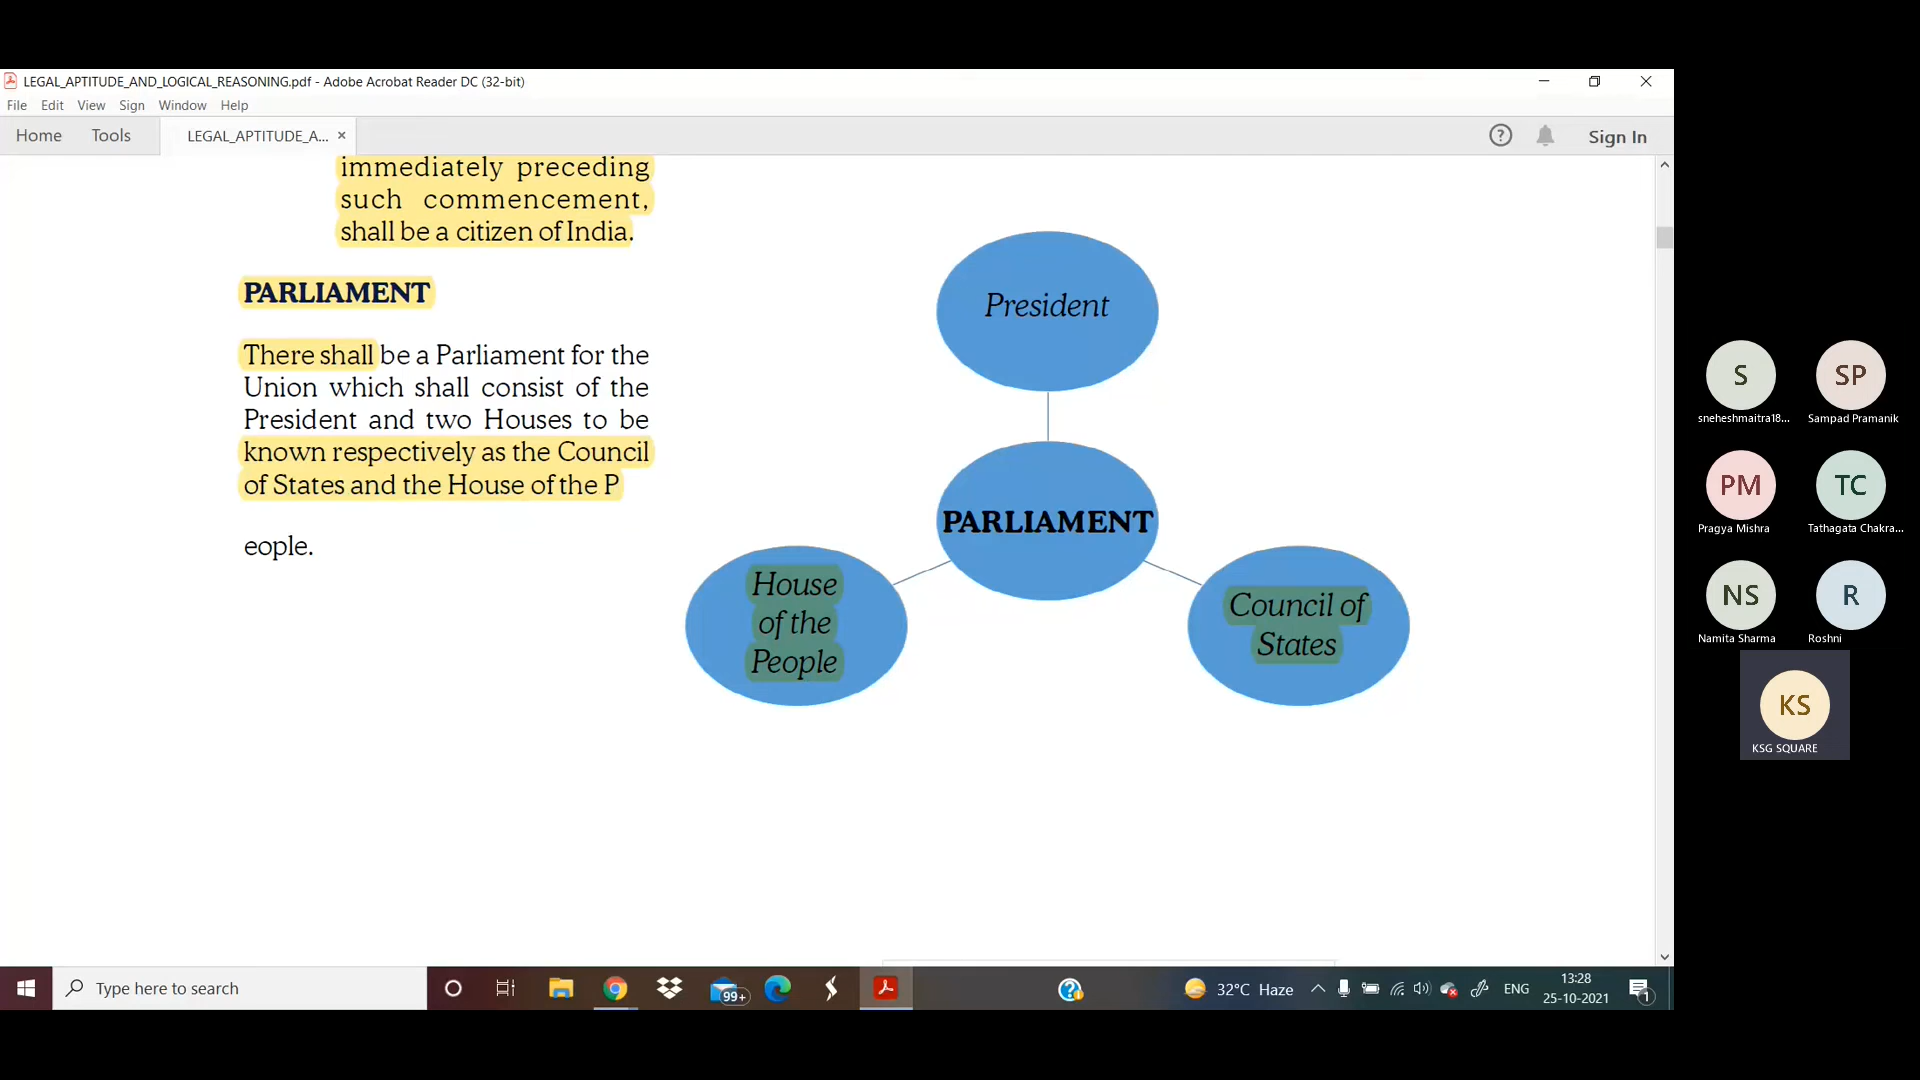 LEGAL_APTITUDE_AND_LOGICAL_REASONING.pdf - Adobe Acrobat Reader DC (32-bit)
File Edit View Sign Window Help
Home Tools LEGAL_APTITUDE_A... ×
Sign In
immediately preceding
such commencement,
shall be a citizen of India.
PARLIAMENT
There shall be a Parliament for the
Union which shall consist of the
President and two Houses to be
known respectively as the Council
of States and the House of the P
eople.
President
PARLIAMENT
House
of the
People
Council of
States
S
sneheshmaitra18...
SP
Sampad Pramanik
PM
Pragya Mishra
TC
Tathagata Chakra...
NS
Namita Sharma
R
Roshni
KS
KSG SQUARE
Type here to search
99+
32°C Haze
ENG
13:28
25-10-2021
1